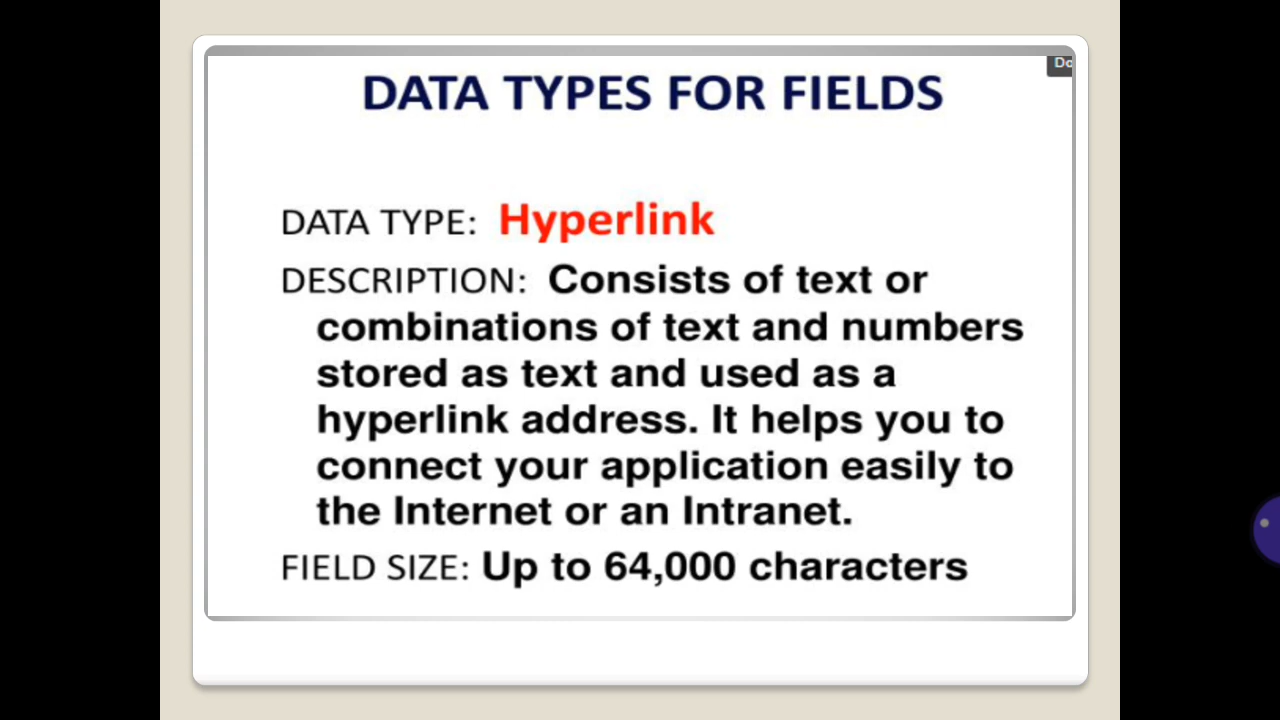 Do
DATA TYPES FOR FIELDS
DATA TYPE: Hyperlink
DESCRIPTION: Consists of text or
combinations of text and numbers
stored as text and used as a
hyperlink address. It helps you to
connect your application easily to
the Internet or an Intranet.
FIELD SIZE: Up to 64,000 characters